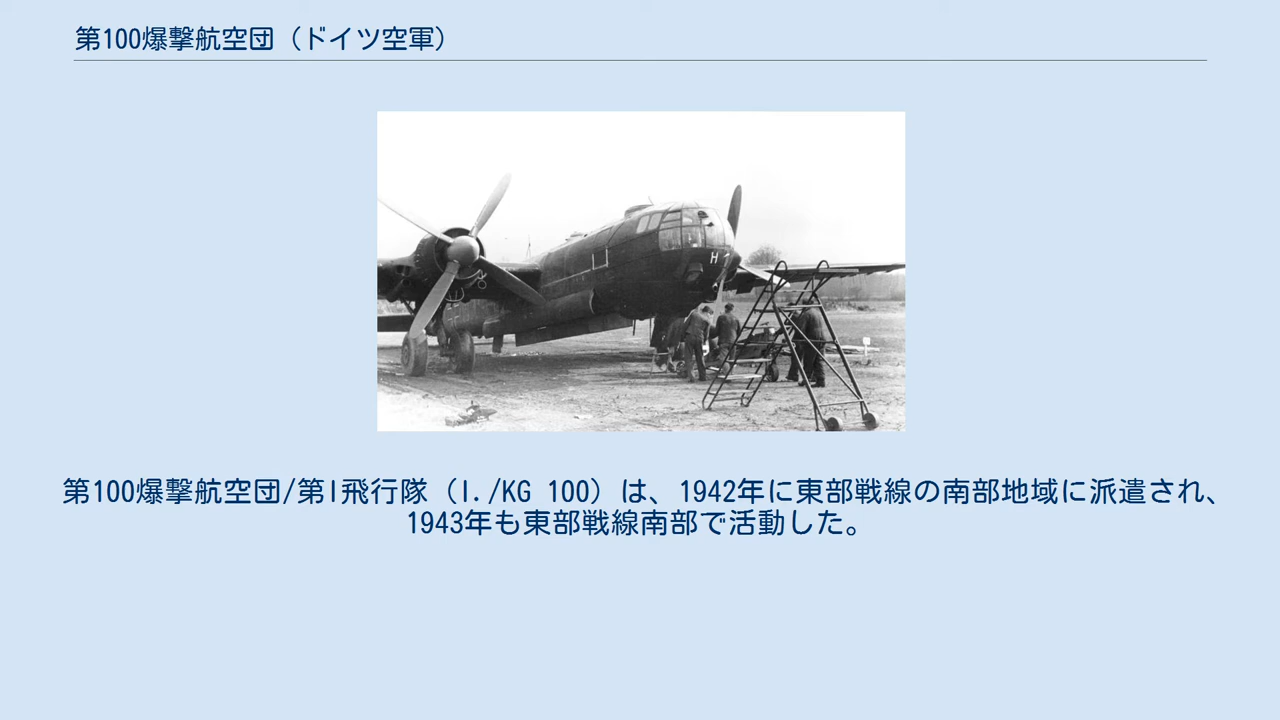 第100爆撃航空団（ドイツ空軍）
H
第100爆撃航空団/第I飛行隊（I./KG 100）は、1942年に東部戦線の南部地域に派遣され、
1943年も東部戦線南部で活動した。